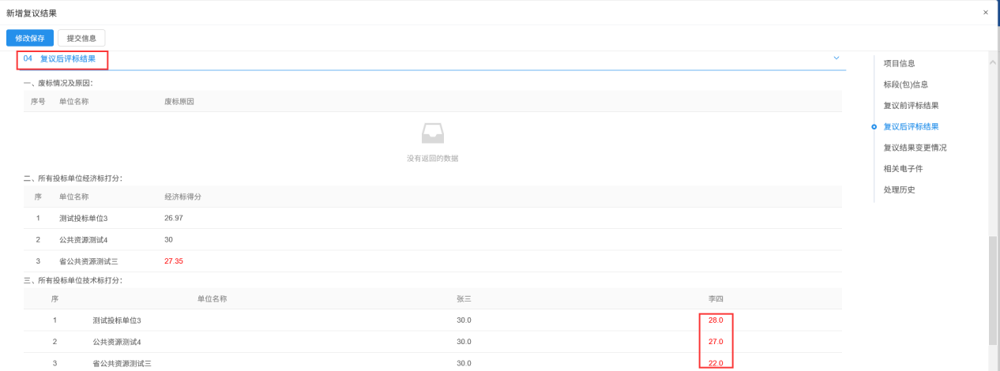 新增复议结果 ×
修改保存 提交信息
04 复议后评标结果
一、废标情况及原因:
序号 单位名称 废标原因
没有返回的数据
二、所有投标单位经济标打分:
序 单位名称 经济标得分
1 测试投标单位3 26.97
2 公共资源测试4 30
3 省公共资源测试三 27.35
三、所有投标单位技术标打分:
序 单位名称 张三 李四
1 测试投标单位3 30.0 28.0
2 公共资源测试4 30.0 27.0
3 省公共资源测试三 30.0 22.0
项目信息
标段(包)信息
复议前评标结果
复议后评标结果
复议结果变更情况
相关电子件
处理历史